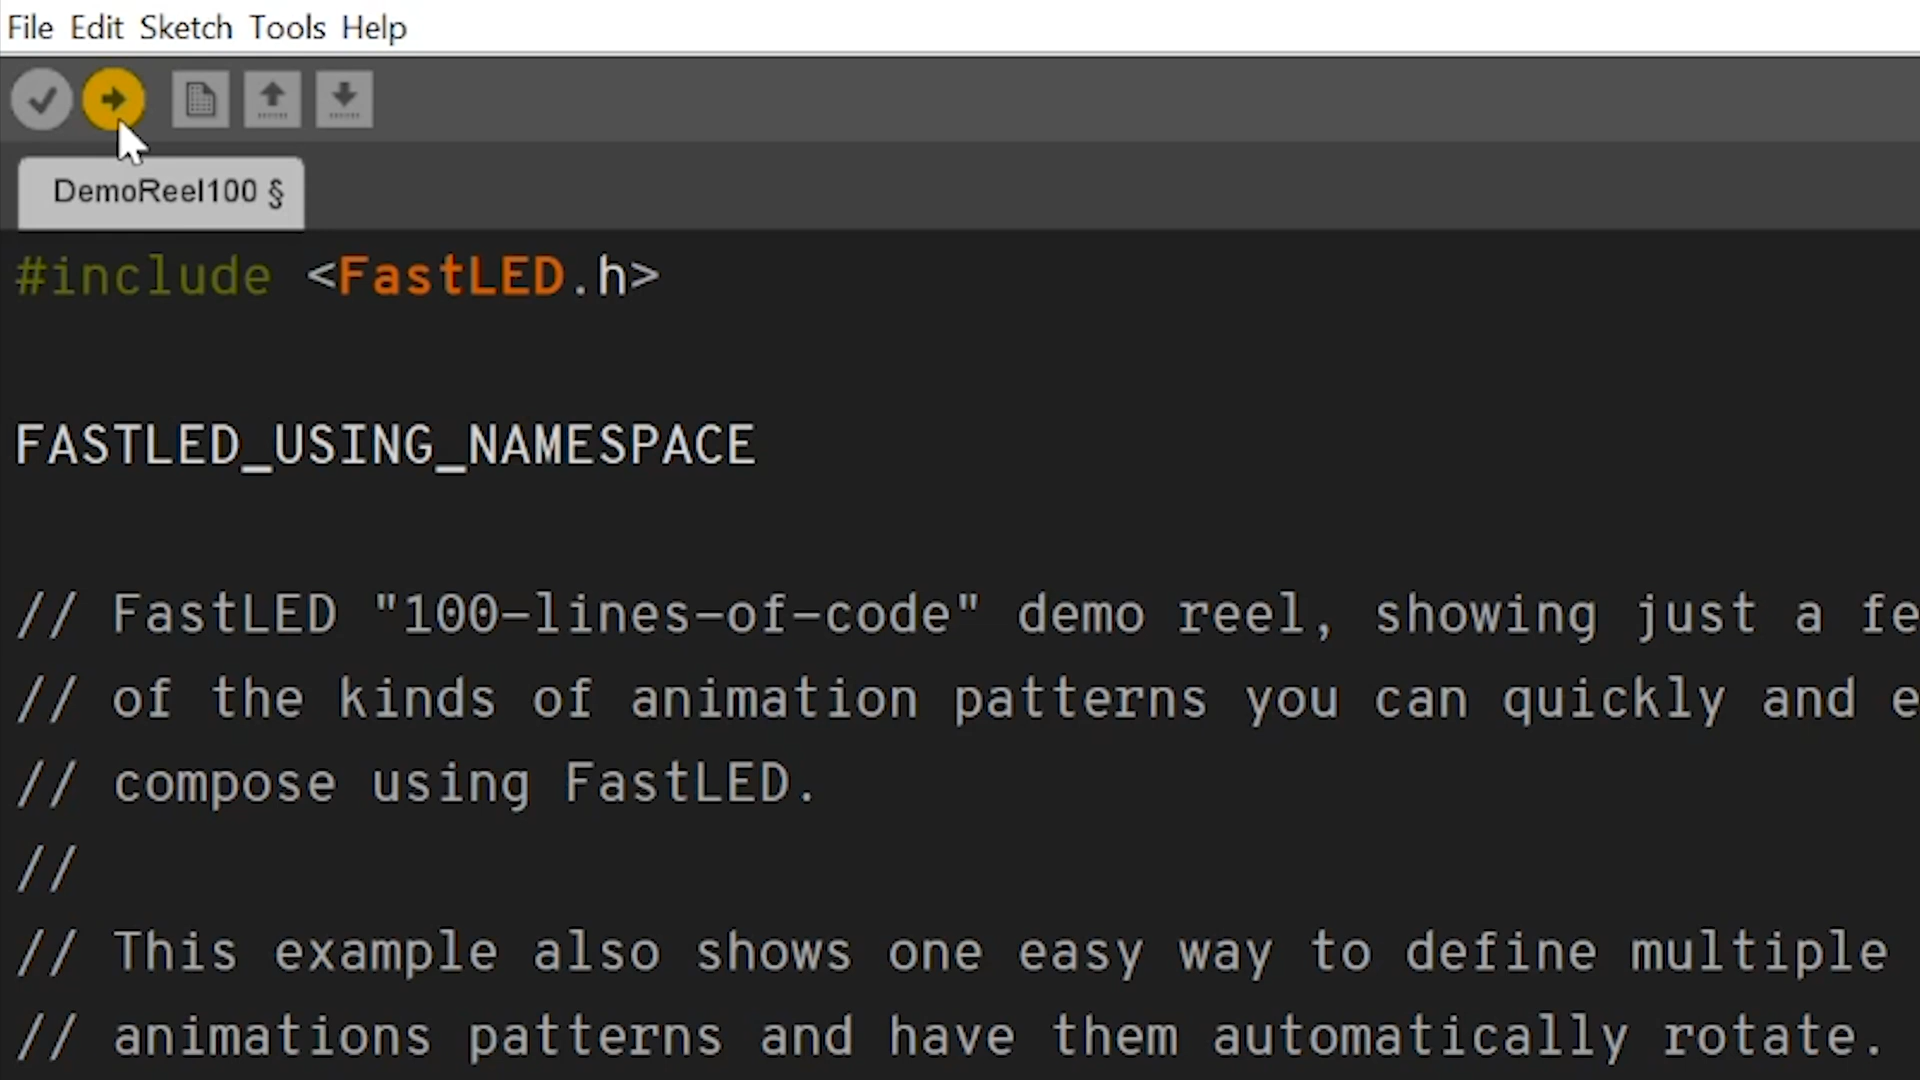 File Edit Sketch Tools Help
DemoReel100 §
#include <FastLED.h>
FASTLED_USING_NAMESPACE
// FastLED "100-lines-of-code" demo reel, showing just a fe
// of the kinds of animation patterns you can quickly and e
// compose using FastLED.
//
// This example also shows one easy way to define multiple
// animations patterns and have them automatically rotate.